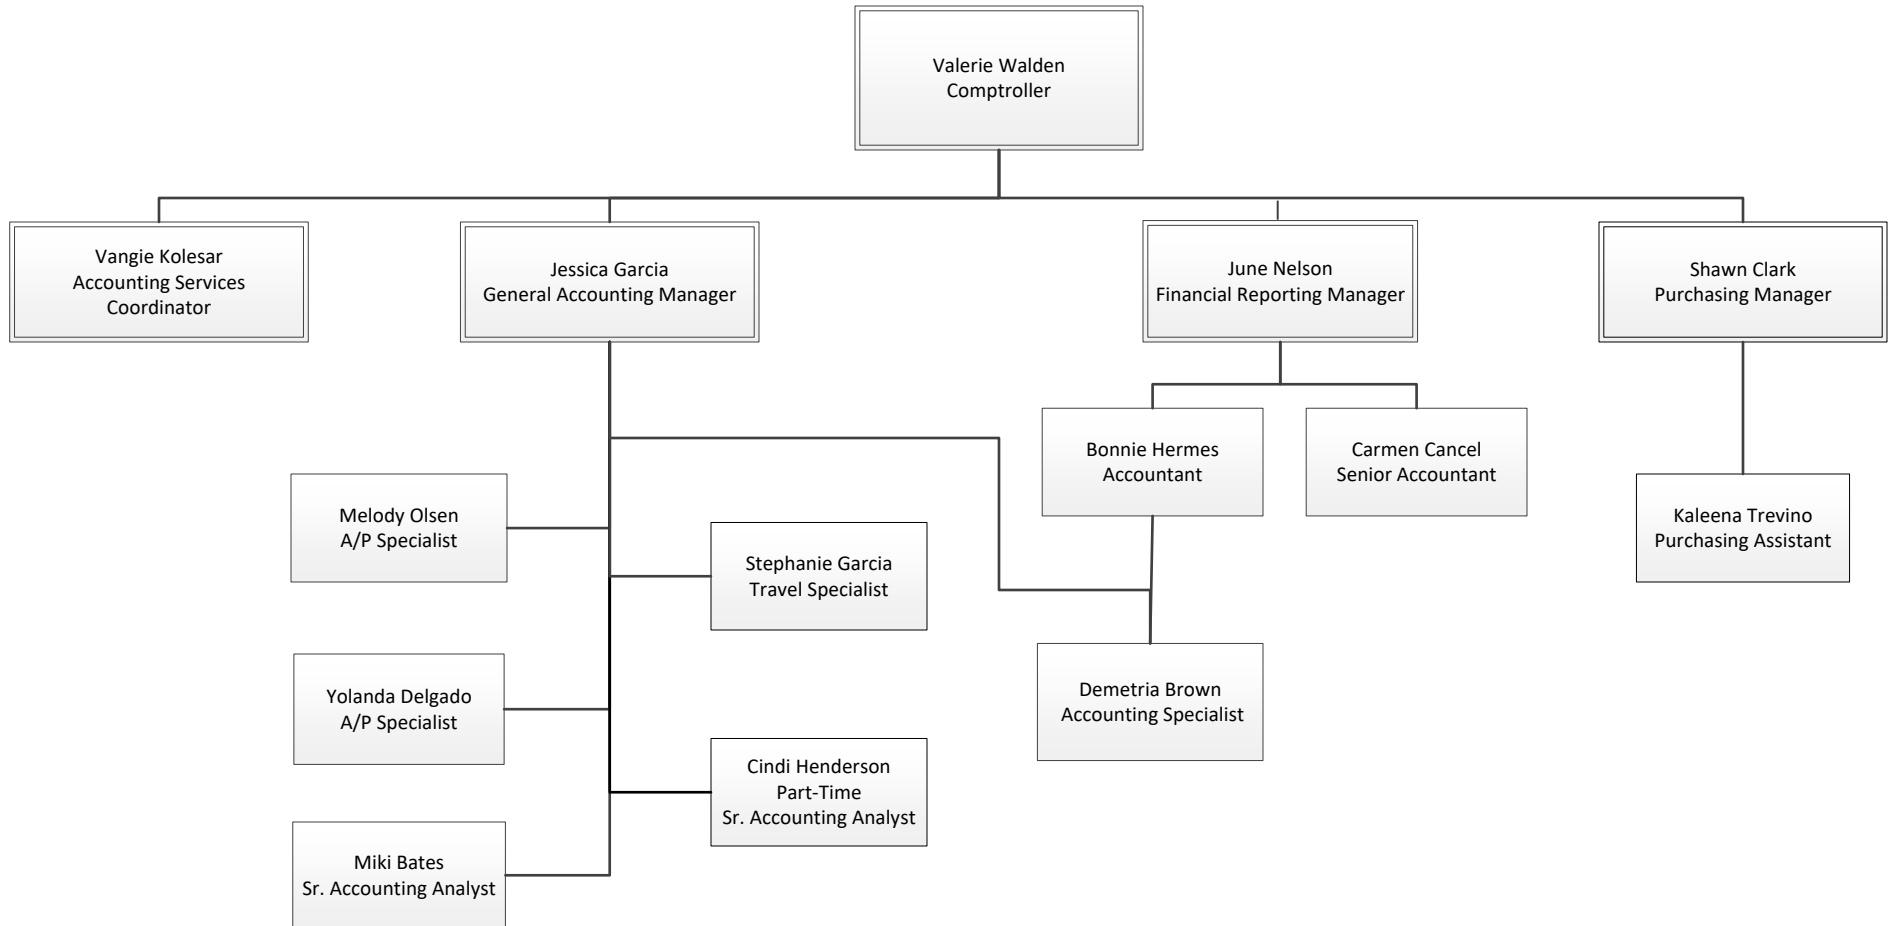 Valerie Walden
Comptroller
Vangie Kolesar
Accounting Services
Coordinator
Jessica Garcia
General Accounting Manager
June Nelson
Financial Reporting Manager
Shawn Clark
Purchasing Manager
Bonnie Hermes
Accountant
Carmen Cancel
Senior Accountant
Melody Olsen
A/P Specialist
Stephanie Garcia
Travel Specialist
Kaleena Trevino
Purchasing Assistant
Yolanda Delgado
A/P Specialist
Demetria Brown
Accounting Specialist
Cindi Henderson
Part-Time
Sr. Accounting Analyst
Miki Bates
Sr. Accounting Analyst